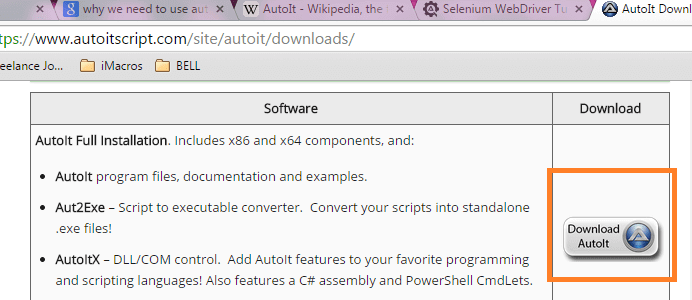 why we need to use aut
AutoIt - Wikipedia, the
Selenium WebDriver Tu
AutoIt Down
tps://www.autoitscript.com/site/autoit/downloads/
eelance Jo...
iMacros
BELL
Software
Download
AutoIt Full Installation. Includes x86 and x64 components, and:
AutoIt program files, documentation and examples.
Aut2Exe – Script to executable converter. Convert your scripts into standalone
.exe files!
AutoItX – DLL/COM control. Add AutoIt features to your favorite programming
and scripting languages! Also features a C# assembly and PowerShell CmdLets.
Download
AutoIt